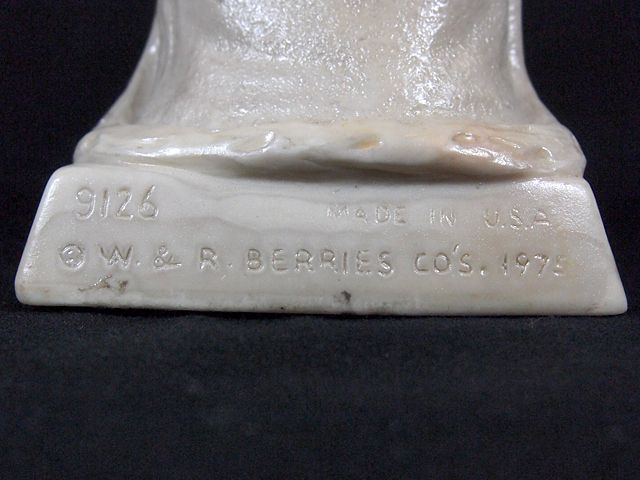 9126 MADE IN U.S.A
© W. & R. BERRIES CO'S. 1975